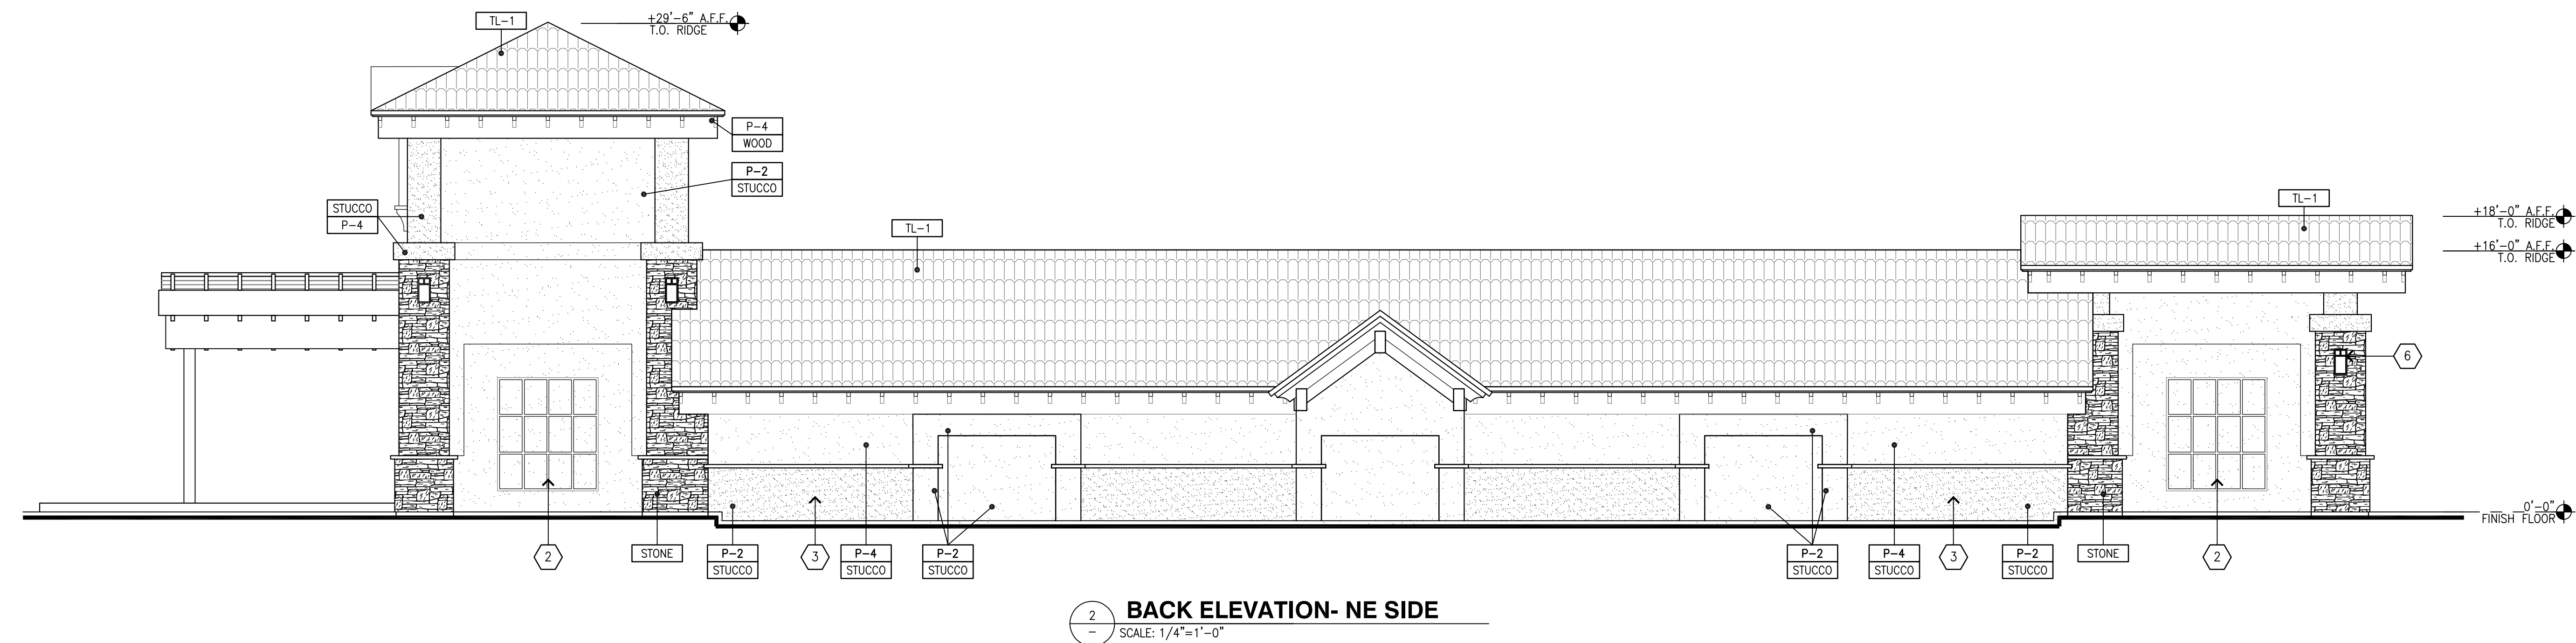 TL-1
+29'-6" A.F.F.
T.O. RIDGE
P-4
WOOD
P-2
STUCCO
STUCCO
P-4
TL-1
TL-1
+18'-0" A.F.F.
T.O. RIDGE
+16'-0" A.F.F.
T.O. RIDGE
6
0'-0"
FINISH FLOOR
2
STONE
P-2
STUCCO
3
P-4
STUCCO
P-2
STUCCO
P-2
STUCCO
P-4
STUCCO
3
P-2
STUCCO
STONE
2
2
-
BACK ELEVATION- NE SIDE
SCALE: 1/4"=1'-0"